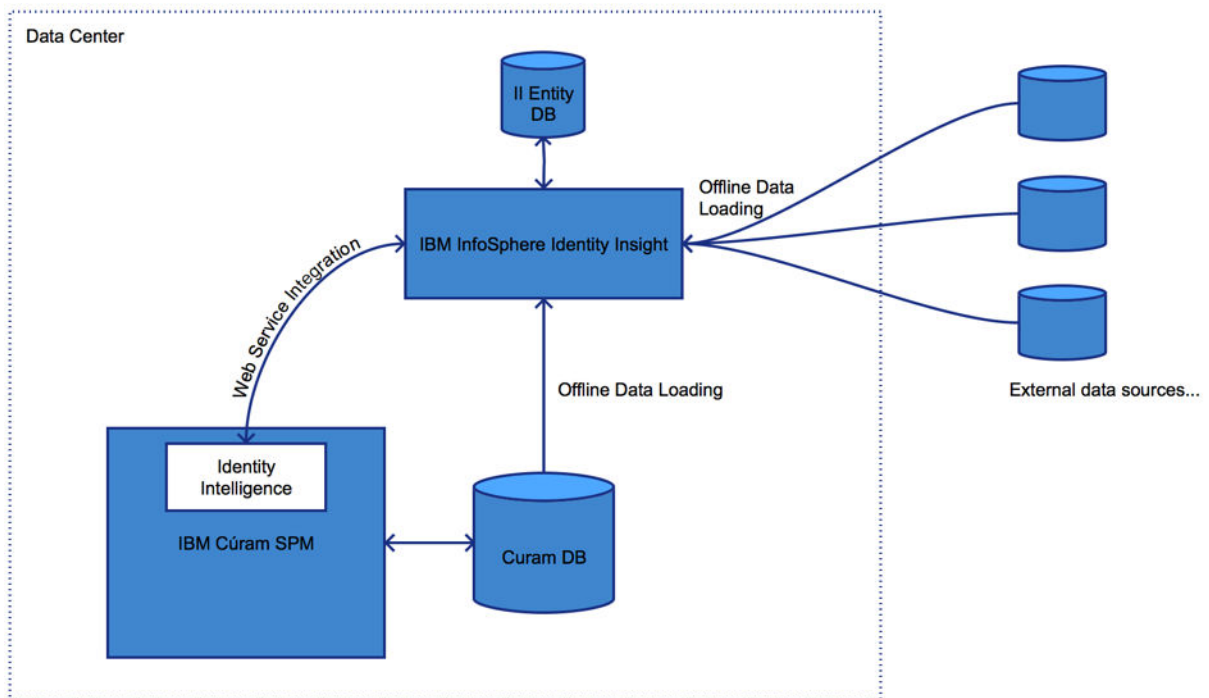 Data Center
II Entity
DB
Offline Data
Loading
IBM InfoSphere Identity Insight
Web Service Integration
Offline Data Loading
External data sources...
Identity
Intelligence
IBM Cúram SPM
Curam DB